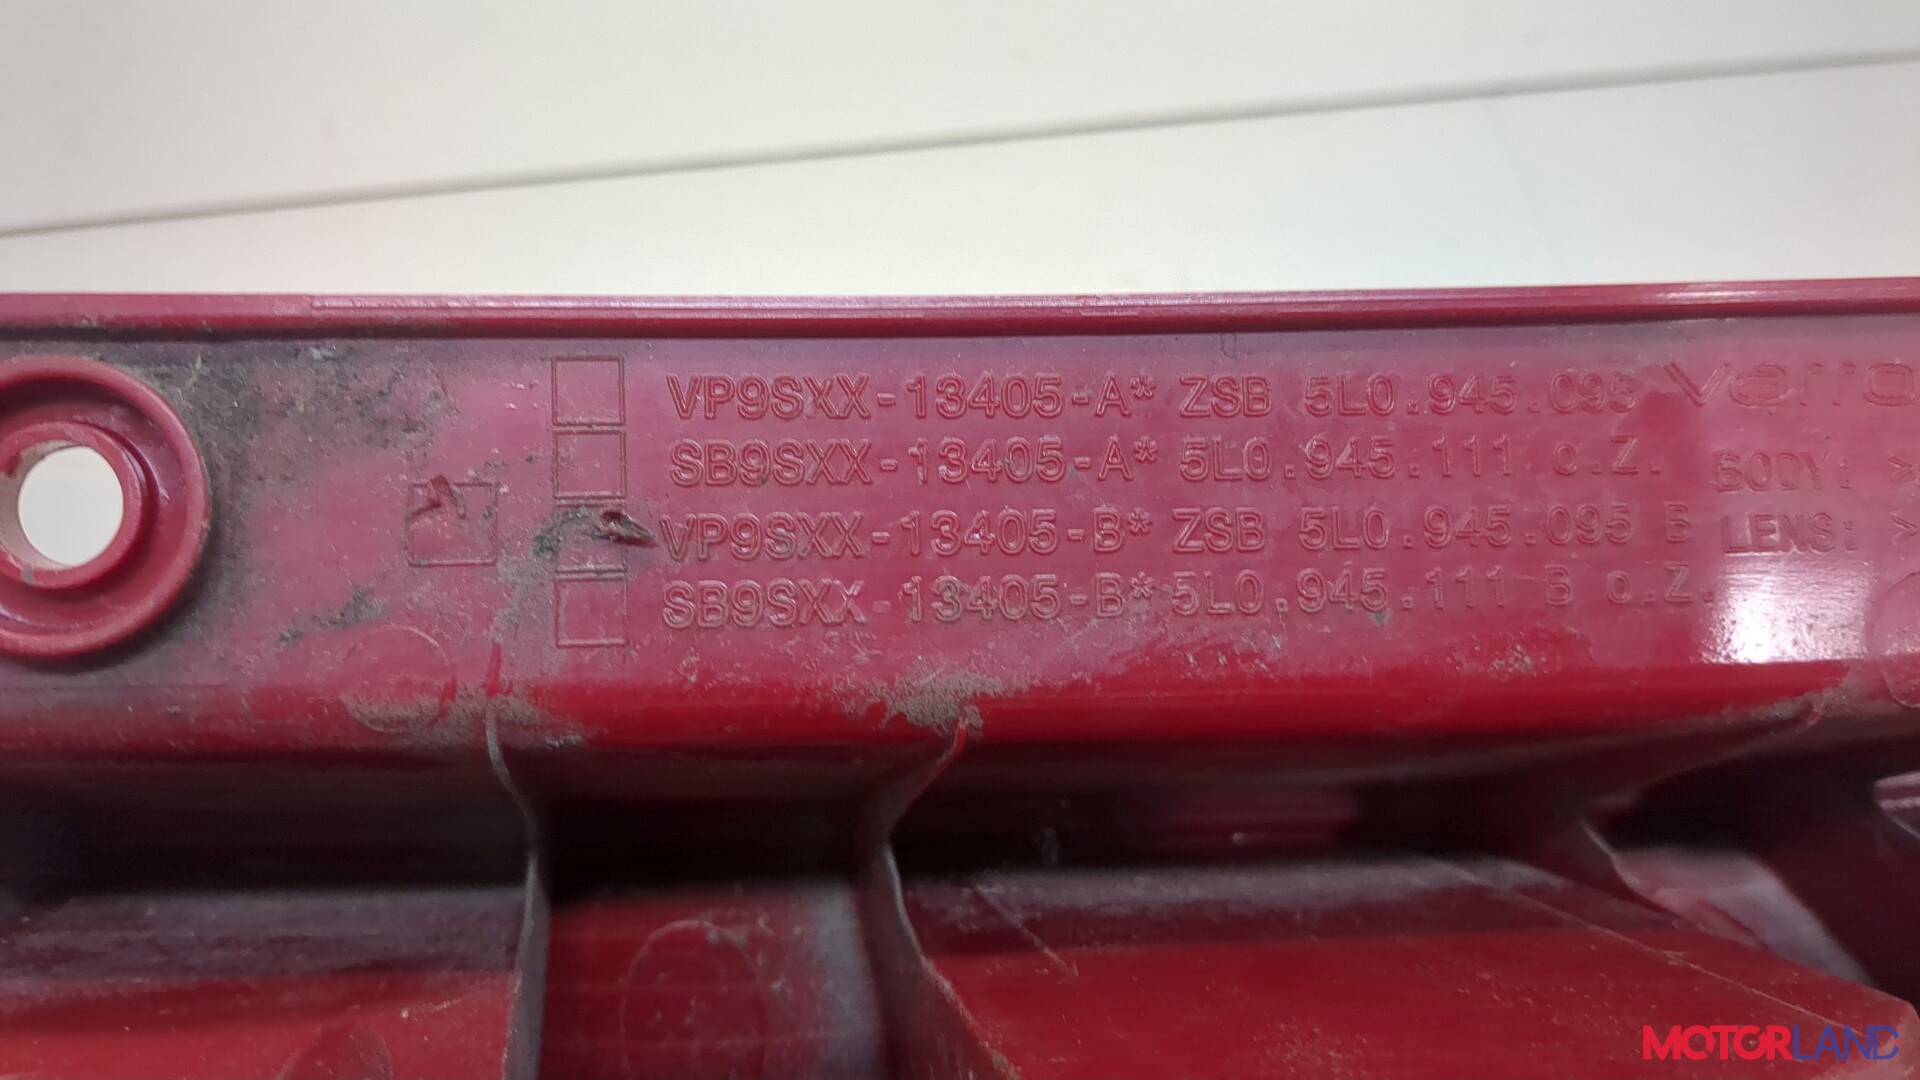 VP9SXX-13405-A* ZSB 5L0.945.095
SB9SXX-13405-A* 5L0.945.111 o.Z.
VP9SXX-13405-B* ZSB 5L0.945.095 B
SB9SXX-13405-B* 5L0.945.111 B o.Z.
BODY: >
LENS: >
MOTORLAND